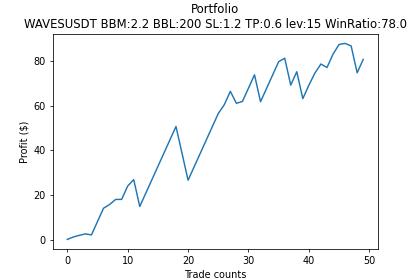 Portfolio
WAVESUSDT BBM:2.2 BBL:200 SL:1.2 TP:0.6 lev:15 WinRatio:78.0
80
60
40
20
0
Profit ($)
0 10 20 30 40 50
Trade counts